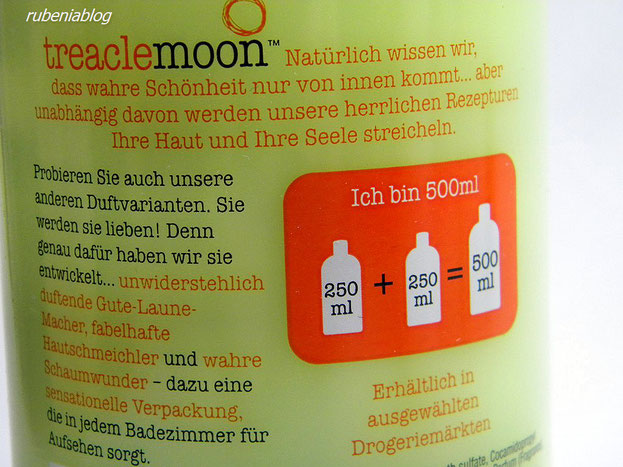 rubeniablog
treaclemoon™ Natürlich wissen wir,
dass wahre Schönheit nur von innen kommt... aber
unabhängig davon werden unsere herrlichen Rezepturen
Ihre Haut und Ihre Seele streicheln.
Probieren Sie auch unsere
anderen Duftvarianten. Sie
werden sie lieben! Denn
genau dafür haben wir sie
entwickelt... unwiderstehlich
duftende Gute-Laune-
Macher, fabelhafte
Hautschmeichler und wahre
Schaumwunder – dazu eine
sensationelle Verpackung,
die in jedem Badezimmer für
Aufsehen sorgt.
Ich bin 500ml
250 ml + 250 ml = 500 ml
Erhältlich in
ausgewählten
Drogeriemärkten
sulfate, Cocamidopropyl
Parfum